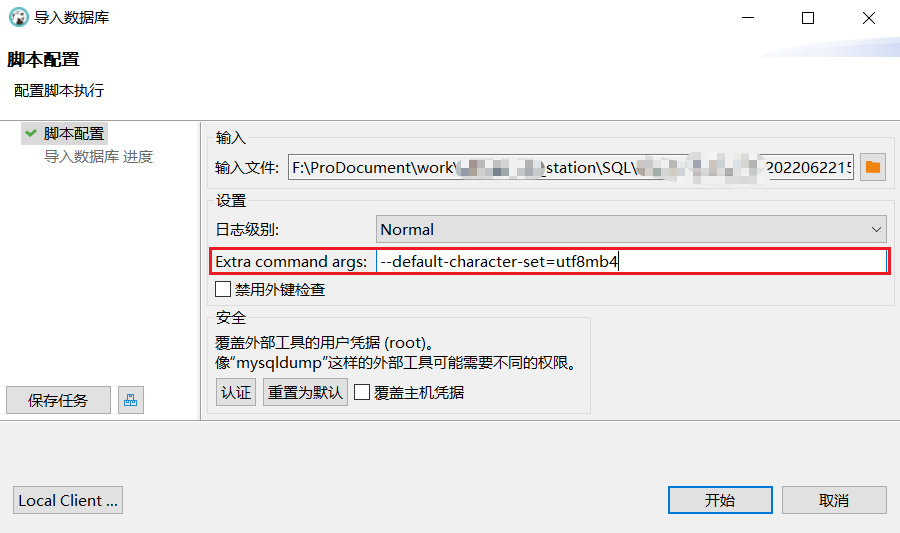 导入数据库
脚本配置
配置脚本执行
脚本配置
导入数据库 进度
输入
输入文件: F:\ProDocument\work\ _station\SQL\ 2022062215
设置
日志级别: Normal
Extra command args: --default-character-set=utf8mb4
禁用外键检查
安全
覆盖外部工具的用户凭据 (root)。
像“mysqldump”这样的外部工具可能需要不同的权限。
认证 重置为默认 覆盖主机凭据
保存任务
Local Client ... 开始 取消